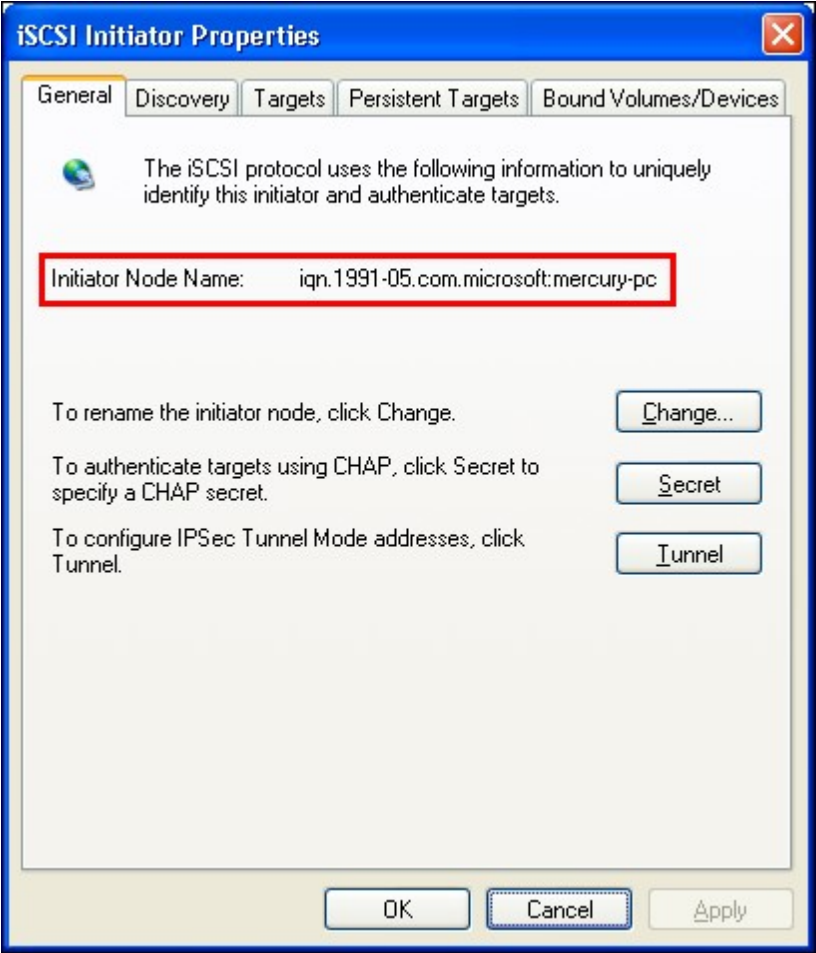 iSCSI Initiator Properties
General Discovery Targets Persistent Targets Bound Volumes/Devices
The iSCSI protocol uses the following information to uniquely
identify this initiator and authenticate targets.
Initiator Node Name: iqn.1991-05.com.microsoft:mercury-pc
To rename the initiator node, click Change.
Change...
To authenticate targets using CHAP, click Secret to
specify a CHAP secret.
Secret
To configure IPSec Tunnel Mode addresses, click
Tunnel.
Tunnel
OK Cancel Apply